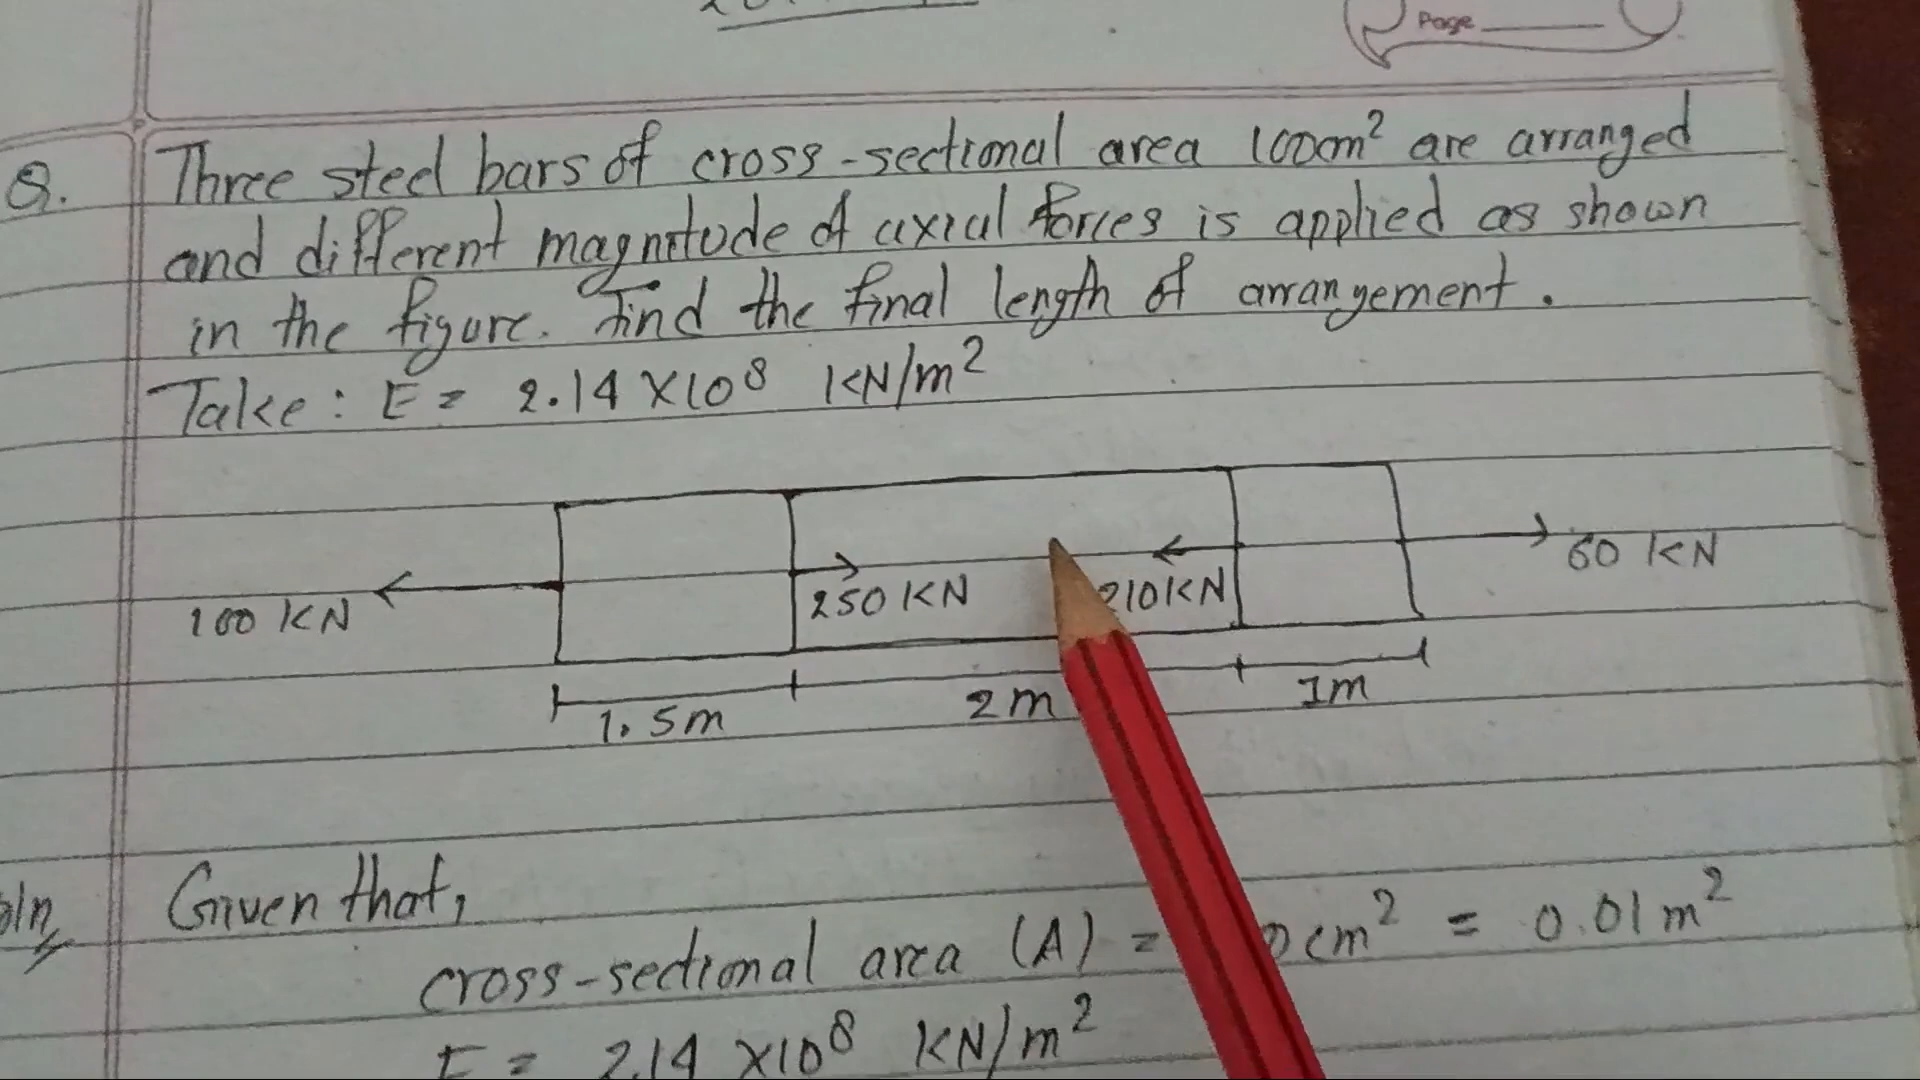 Page
Q. Three steel bars of cross-sectional area 100cm² are arranged
and different magnitude of axial forces is applied as shown
in the figure. Find the final length of arrangement.
Take: E = 2.14 X10⁸ KN/m²
100 KN 250 KN 210KN 60 KN
1.5m 2m 1m
Given that,
cross-sectional area (A) = cm² = 0.01m²
E = 2.14 X10⁸ KN/m²